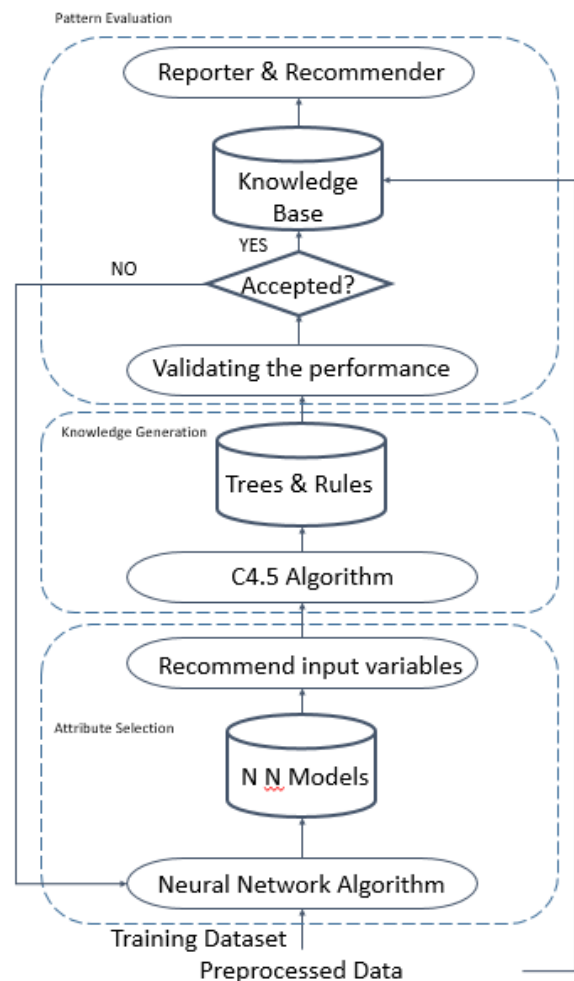 Pattern Evaluation
Reporter & Recommender
Knowledge
Base
YES
NO
Accepted?
Validating the performance
Knowledge Generation
Trees & Rules
C4.5 Algorithm
Recommend input variables
Attribute Selection
N N Models
Neural Network Algorithm
Training Dataset
Preprocessed Data